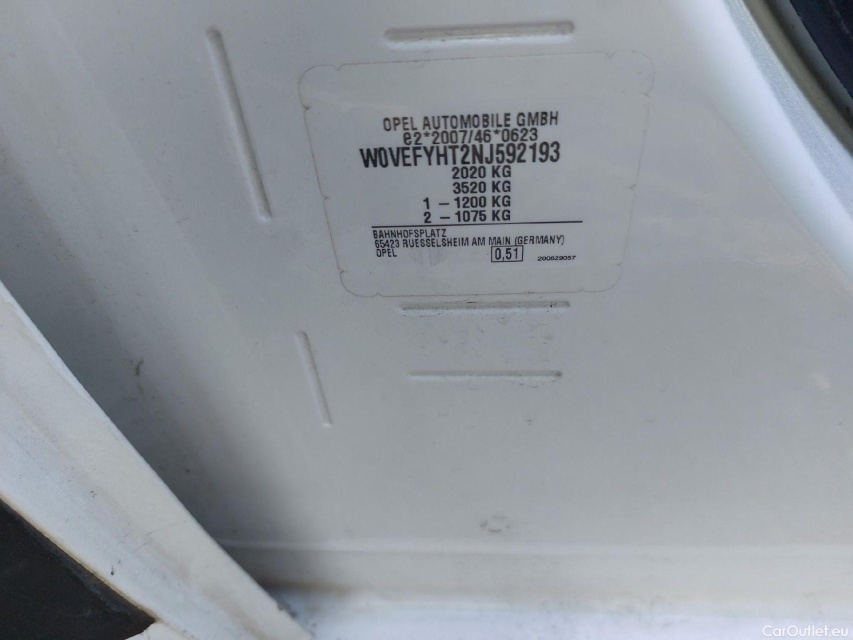 OPEL AUTOMOBILE GMBH
e2*2007/46*0623
W0VEFYHT2NJ592193
2020 KG
3520 KG
1 – 1200 KG
2 – 1075 KG
BAHNHOFSPLATZ
65423 RUESSELSHEIM AM MAIN (GERMANY)
OPEL 0,51 200629057
CarOutlet.eu